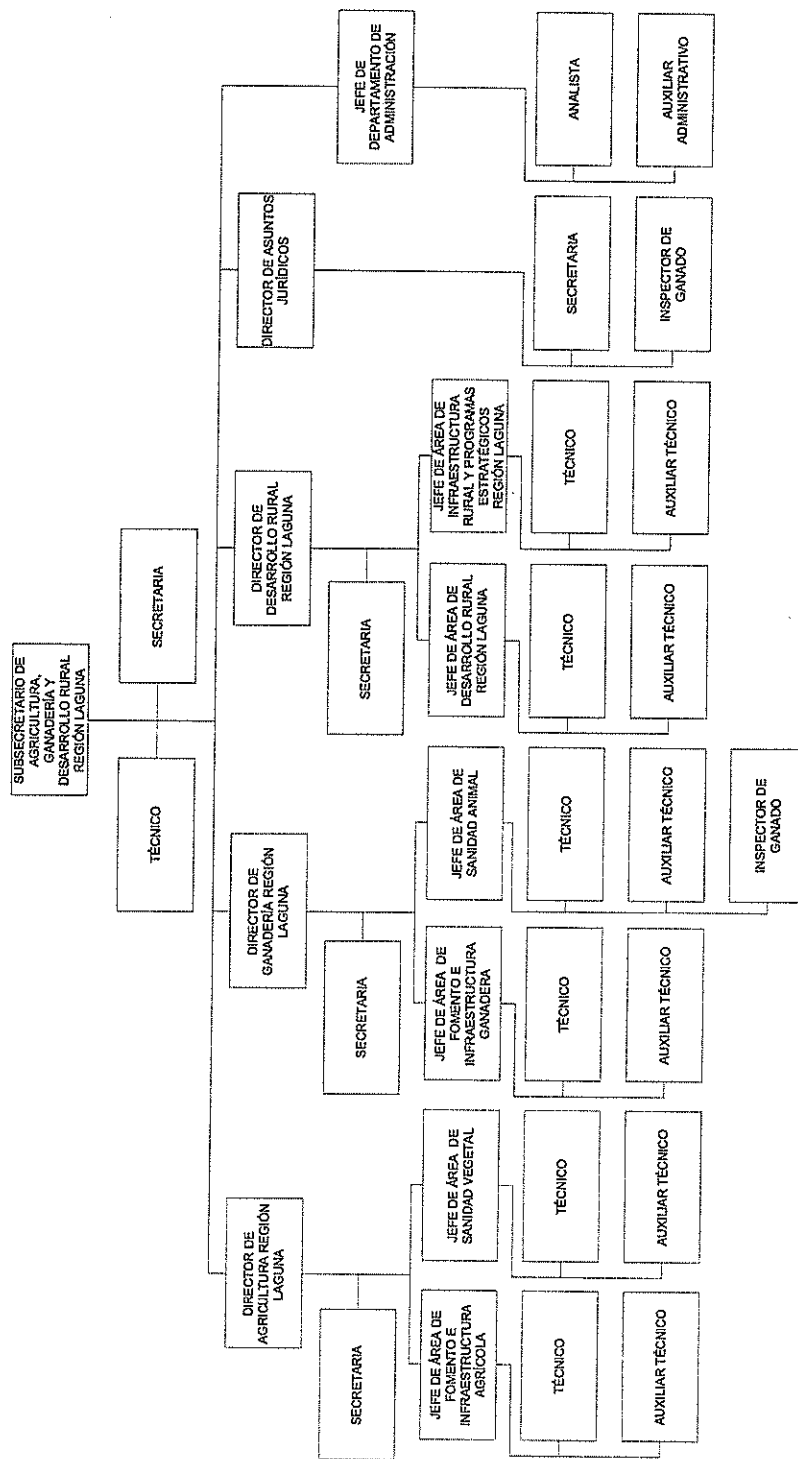 SUBSECRETARIO DE
AGRICULTURA,
GANADERÍA Y
DESARROLLO RURAL
REGIÓN LAGUNA
TÉCNICO
SECRETARIA
DIRECTOR DE
AGRICULTURA REGIÓN
LAGUNA
DIRECTOR DE
GANADERÍA REGIÓN
LAGUNA
DIRECTOR DE
DESARROLLO RURAL
REGIÓN LAGUNA
DIRECTOR DE ASUNTOS
JURÍDICOS
JEFE DE
DEPARTAMENTO DE
ADMINISTRACIÓN
SECRETARIA
SECRETARIA
SECRETARIA
JEFE DE ÁREA DE
FOMENTO E
INFRAESTRUCTURA
AGRÍCOLA
JEFE DE ÁREA DE
SANIDAD VEGETAL
JEFE DE ÁREA DE
FOMENTO E
INFRAESTRUCTURA
GANADERA
JEFE DE ÁREA DE
SANIDAD ANIMAL
JEFE DE ÁREA DE
DESARROLLO RURAL
REGIÓN LAGUNA
JEFE DE ÁREA DE
INFRAESTRUCTURA
RURAL Y PROGRAMAS
ESTRATÉGICOS
REGIÓN LAGUNA
TÉCNICO
TÉCNICO
TÉCNICO
TÉCNICO
TÉCNICO
TÉCNICO
SECRETARIA
ANALISTA
AUXILIAR TÉCNICO
AUXILIAR TÉCNICO
AUXILIAR TÉCNICO
AUXILIAR TÉCNICO
AUXILIAR TÉCNICO
AUXILIAR TÉCNICO
INSPECTOR DE
GANADO
AUXILIAR
ADMINISTRATIVO
INSPECTOR DE
GANADO